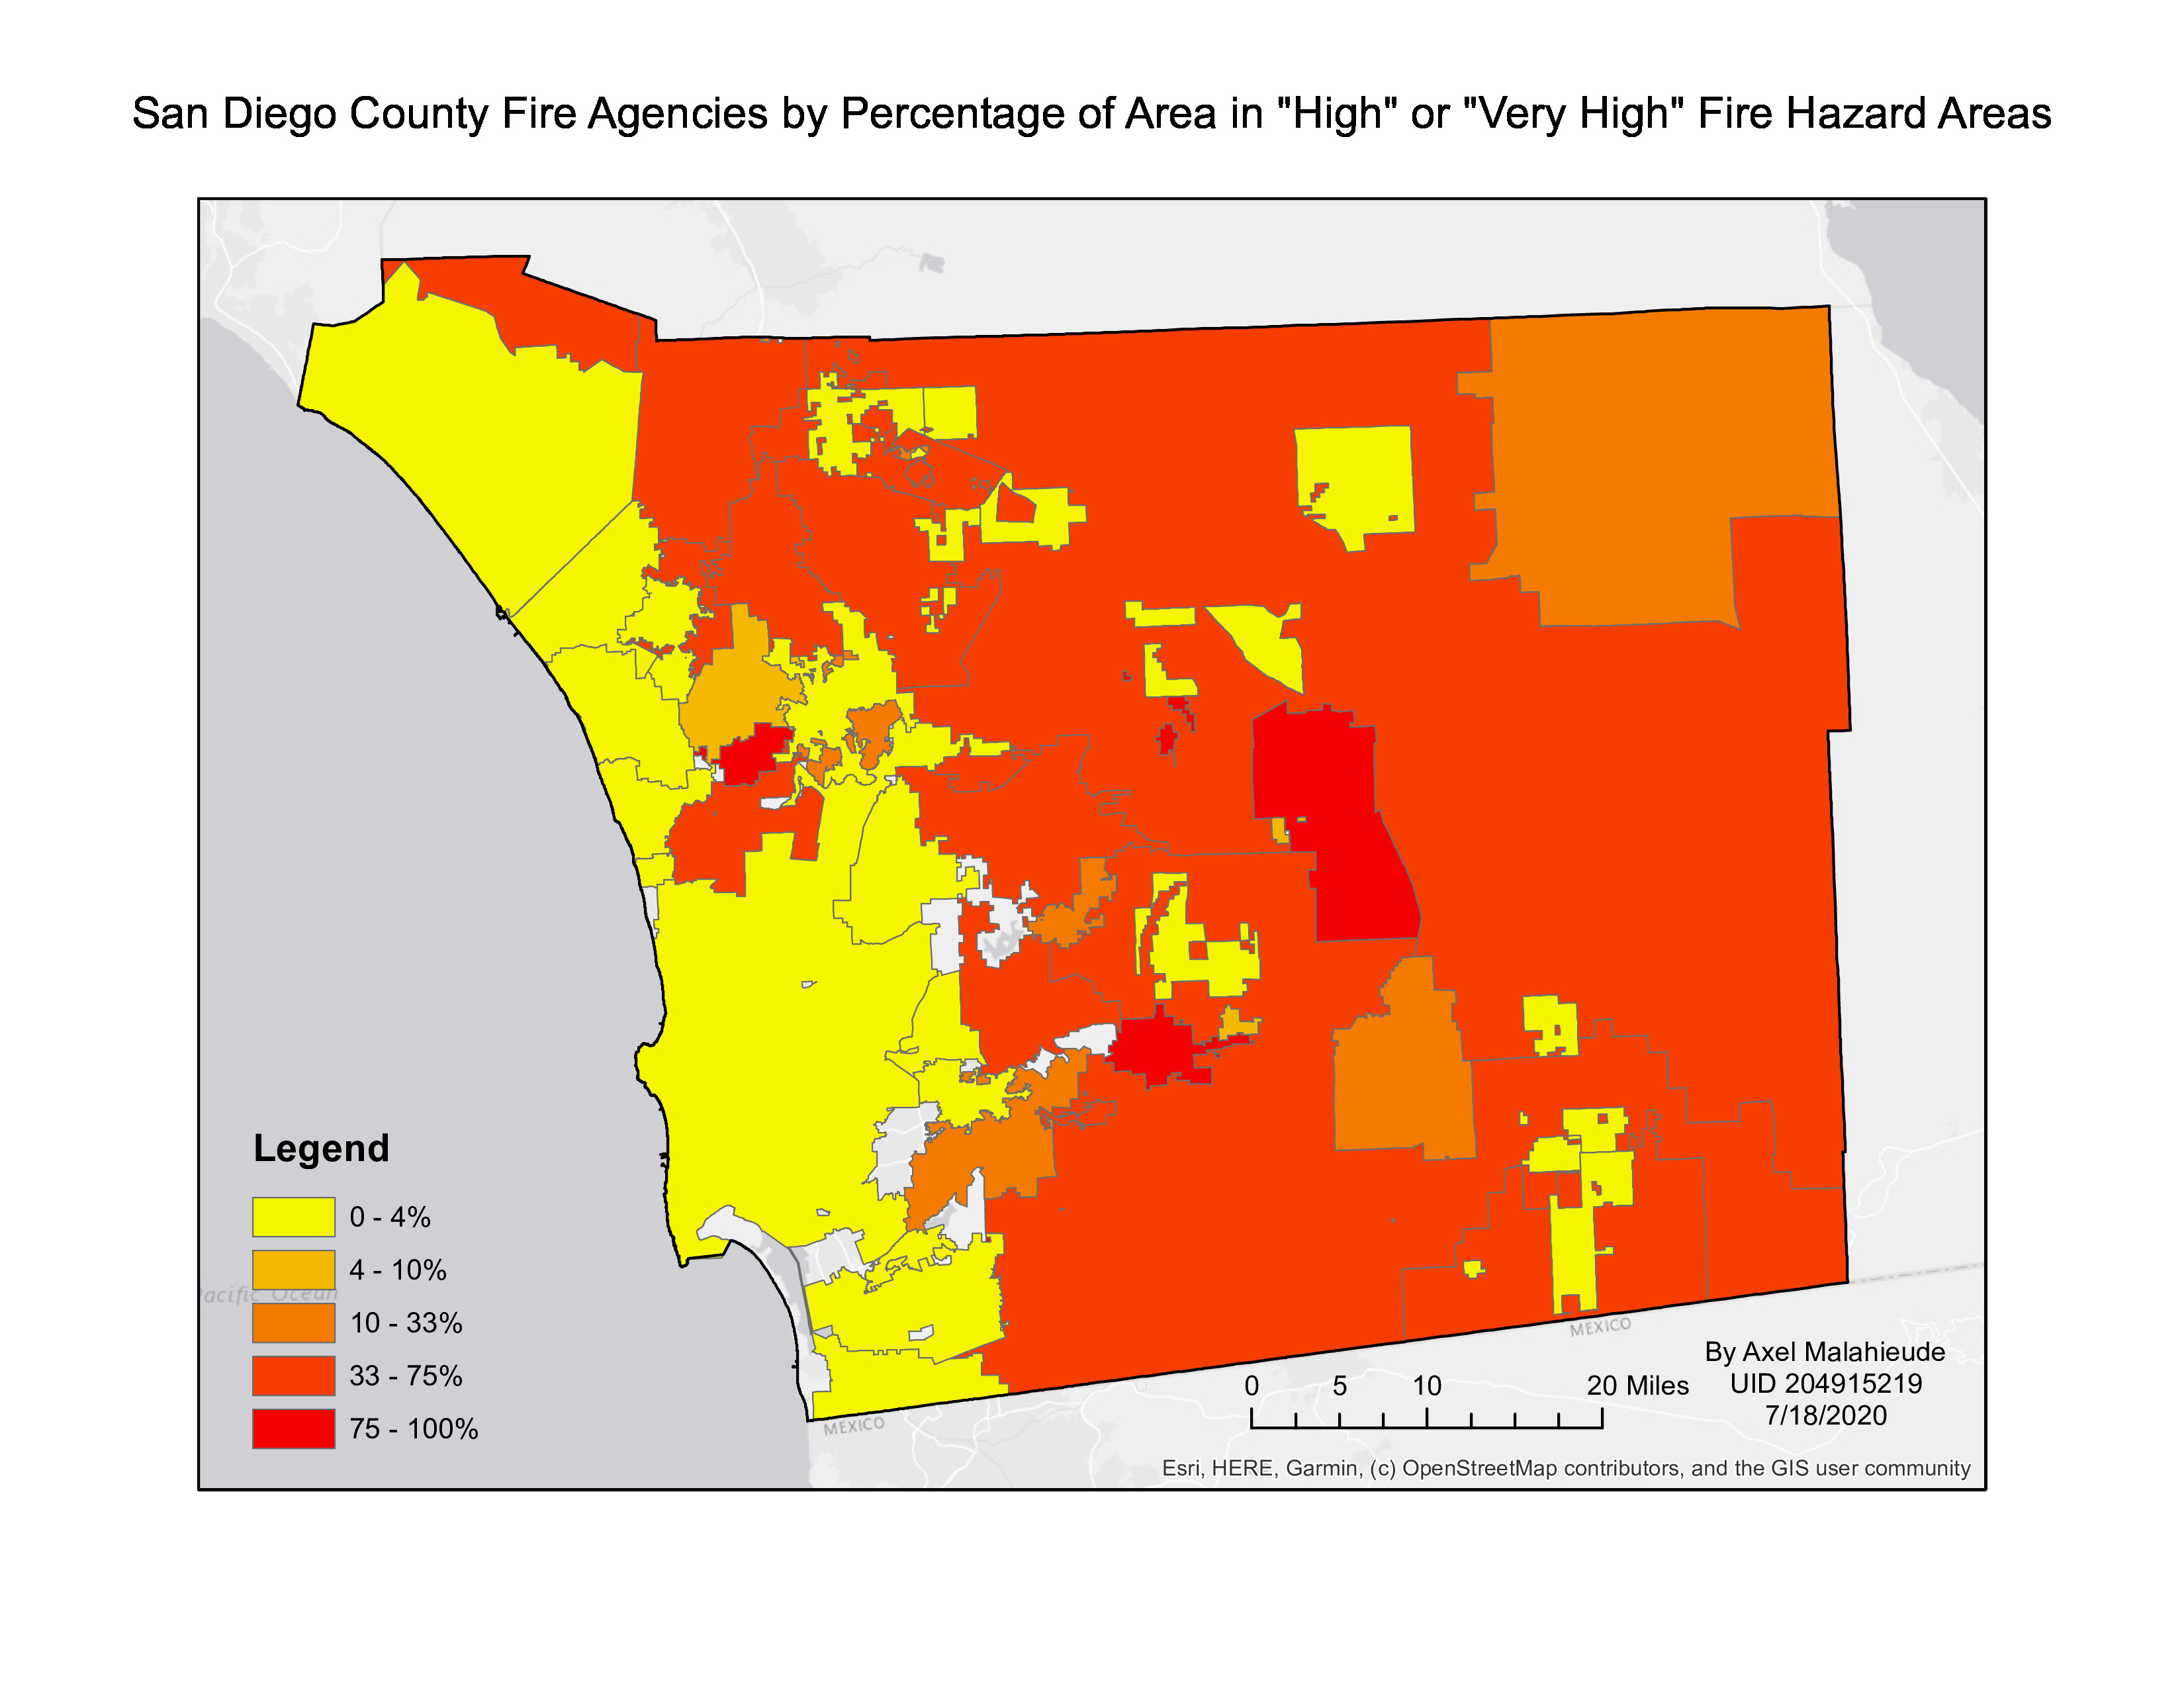 San Diego County Fire Agencies by Percentage of Area in "High" or "Very High" Fire Hazard Areas
Legend
0 - 4%
4 - 10%
10 - 33%
33 - 75%
75 - 100%
Pacific Ocean
MEXICO
MEXICO
By Axel Malahieude
UID 204915219
7/18/2020
0 5 10 20 Miles
Esri, HERE, Garmin, (c) OpenStreetMap contributors, and the GIS user community